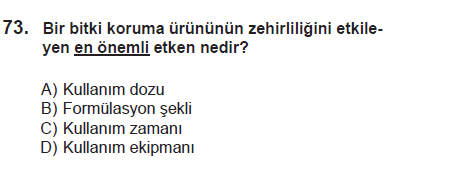 73. Bir bitki koruma ürününün zehirliliğini etkile-
yen en önemli etken nedir?
A) Kullanım dozu
B) Formülasyon şekli
C) Kullanım zamanı
D) Kullanım ekipmanı